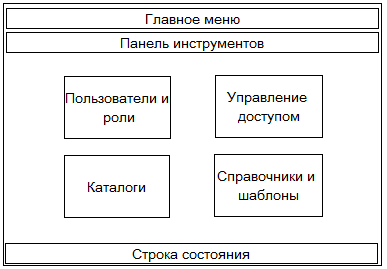 Главное меню
Панель инструментов
Пользователи и
роли
Управление
доступом
Каталоги
Справочники и
шаблоны
Строка состояния